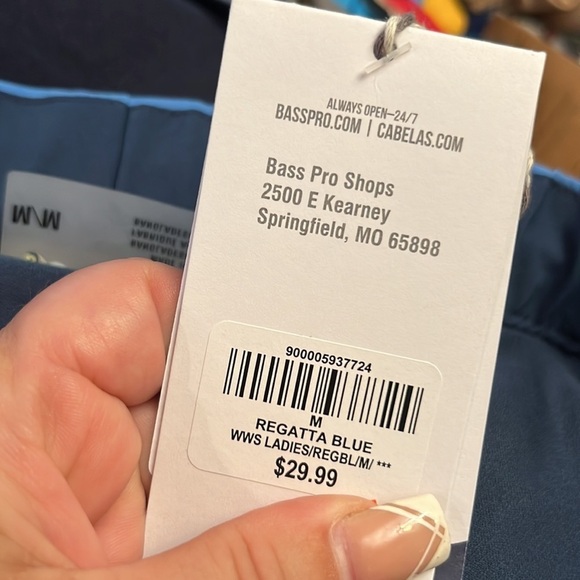 ALWAYS OPEN—24/7
BASSPRO.COM | CABELAS.COM
Bass Pro Shops
2500 E Kearney
Springfield, MO 65898
900005937724
M
REGATTA BLUE
WWS LADIES/REGBL/M/ ***
$29.99
M/M